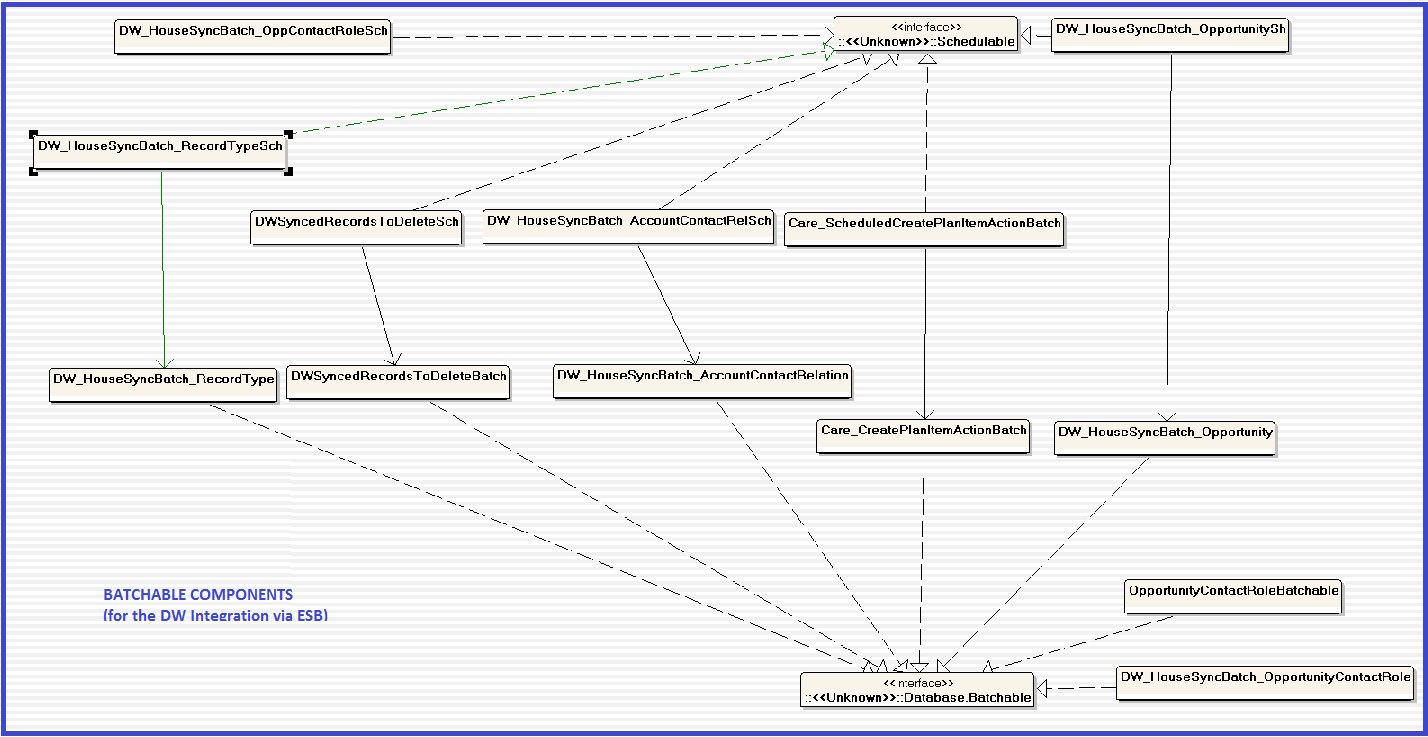 DW_HouseSyncBatch_OppContactRoleSch
<<interface>>
::<<Unknown>>::Schedulable
DW_HouseSyncBatch_OpportunitySh
DW_HouseSyncBatch_RecordTypeSch
DWSyncedRecordsToDeleteSch
DW_HouseSyncBatch_AccountContactRelSch
Care_ScheduledCreatePlanItemActionBatch
DW_HouseSyncBatch_RecordType
DWSyncedRecordsToDeleteBatch
DW_HouseSyncBatch_AccountContactRelation
Care_CreatePlanItemActionBatch
DW_HouseSyncBatch_Opportunity
BATCHABLE COMPONENTS
(for the DW Integration via ESB)
OpportunityContactRoleBatchable
<<interface>>
::<<Unknown>>::Database.Batchable
DW_HouseSyncBatch_OpportunityContactRole